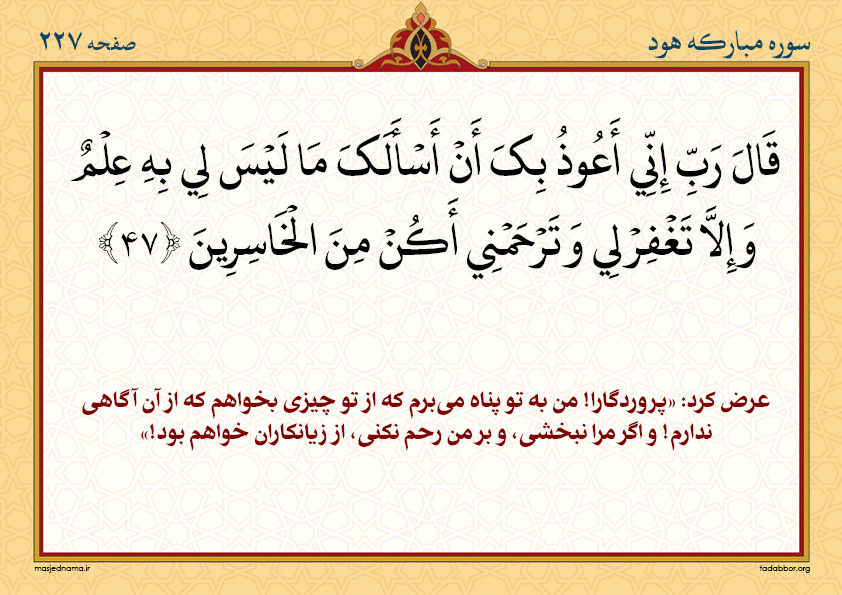 سوره مبارکه هود
صفحه ۲۲۷
قَالَ رَبِّ إِنِّي أَعُوذُ بِكَ أَنْ أَسْأَلَكَ مَا لَيْسَ لِي بِهِ عِلْمٌ
وَإِلَّا تَغْفِرْلِي وَتَرْحَمْنِي أَكُنْ مِنَ الْخَاسِرِينَ ﴿۴۷﴾
عرض کرد: «پروردگارا! من به تو پناه می‌برم که از تو چیزی بخواهم که از آن آگاهی
ندارم! و اگر مرا نبخشی، و بر من رحم نکنی، از زیانکاران خواهم بود!»
masjednama.ir
tadabbor.org